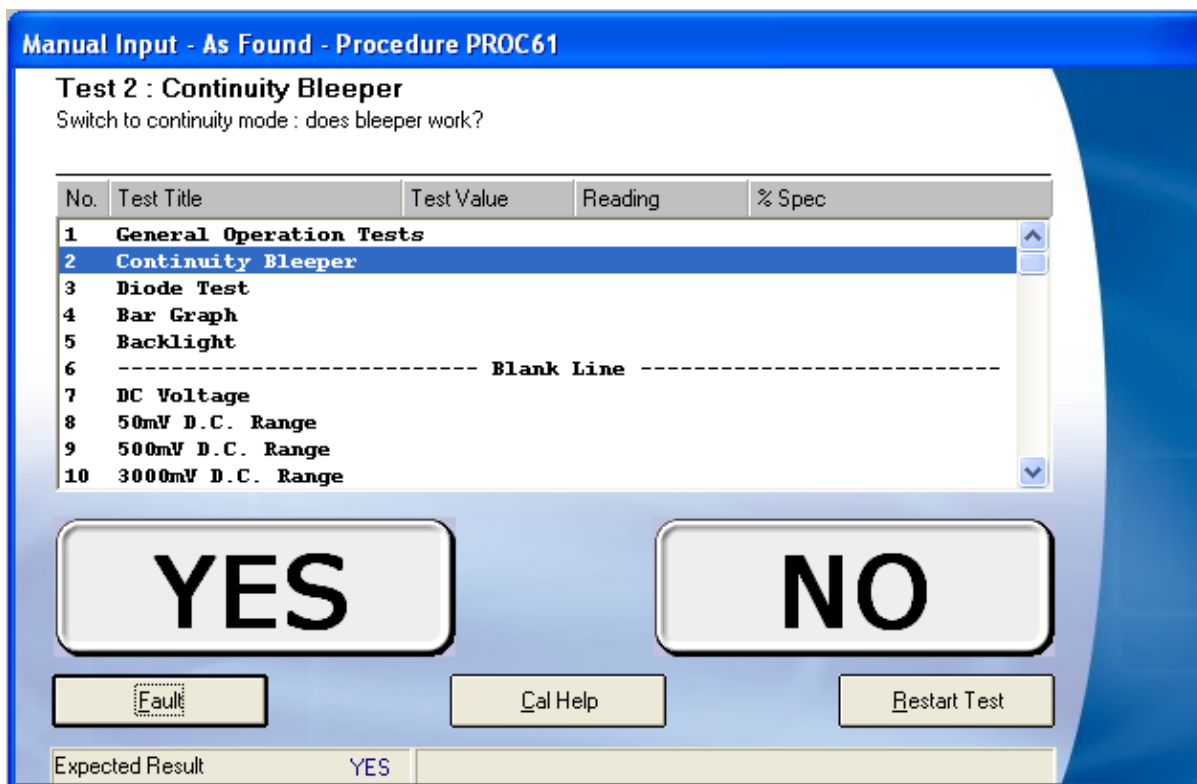 Manual Input - As Found - Procedure PROC61
Test 2 : Continuity Bleeper
Switch to continuity mode : does bleeper work?
No. Test Title Test Value Reading % Spec
1 General Operation Tests
2 Continuity Bleeper
3 Diode Test
4 Bar Graph
5 Backlight
6 --------------------------- Blank Line ---------------------------
7 DC Voltage
8 50mV D.C. Range
9 500mV D.C. Range
10 3000mV D.C. Range
YES NO
Fault Cal Help Restart Test
Expected Result YES